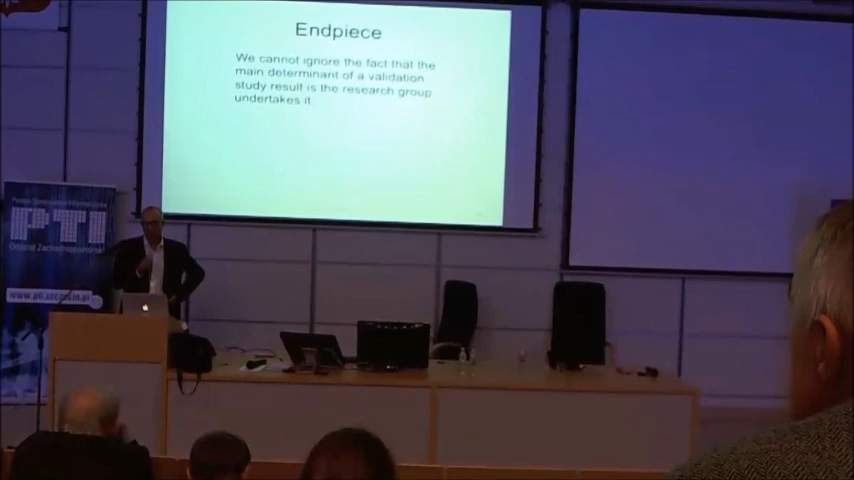 Endpiece
We cannot ignore the fact that the
main determinant of a validation
study result is the research group
undertakes it
PTI
www.pti.szczecin.pl